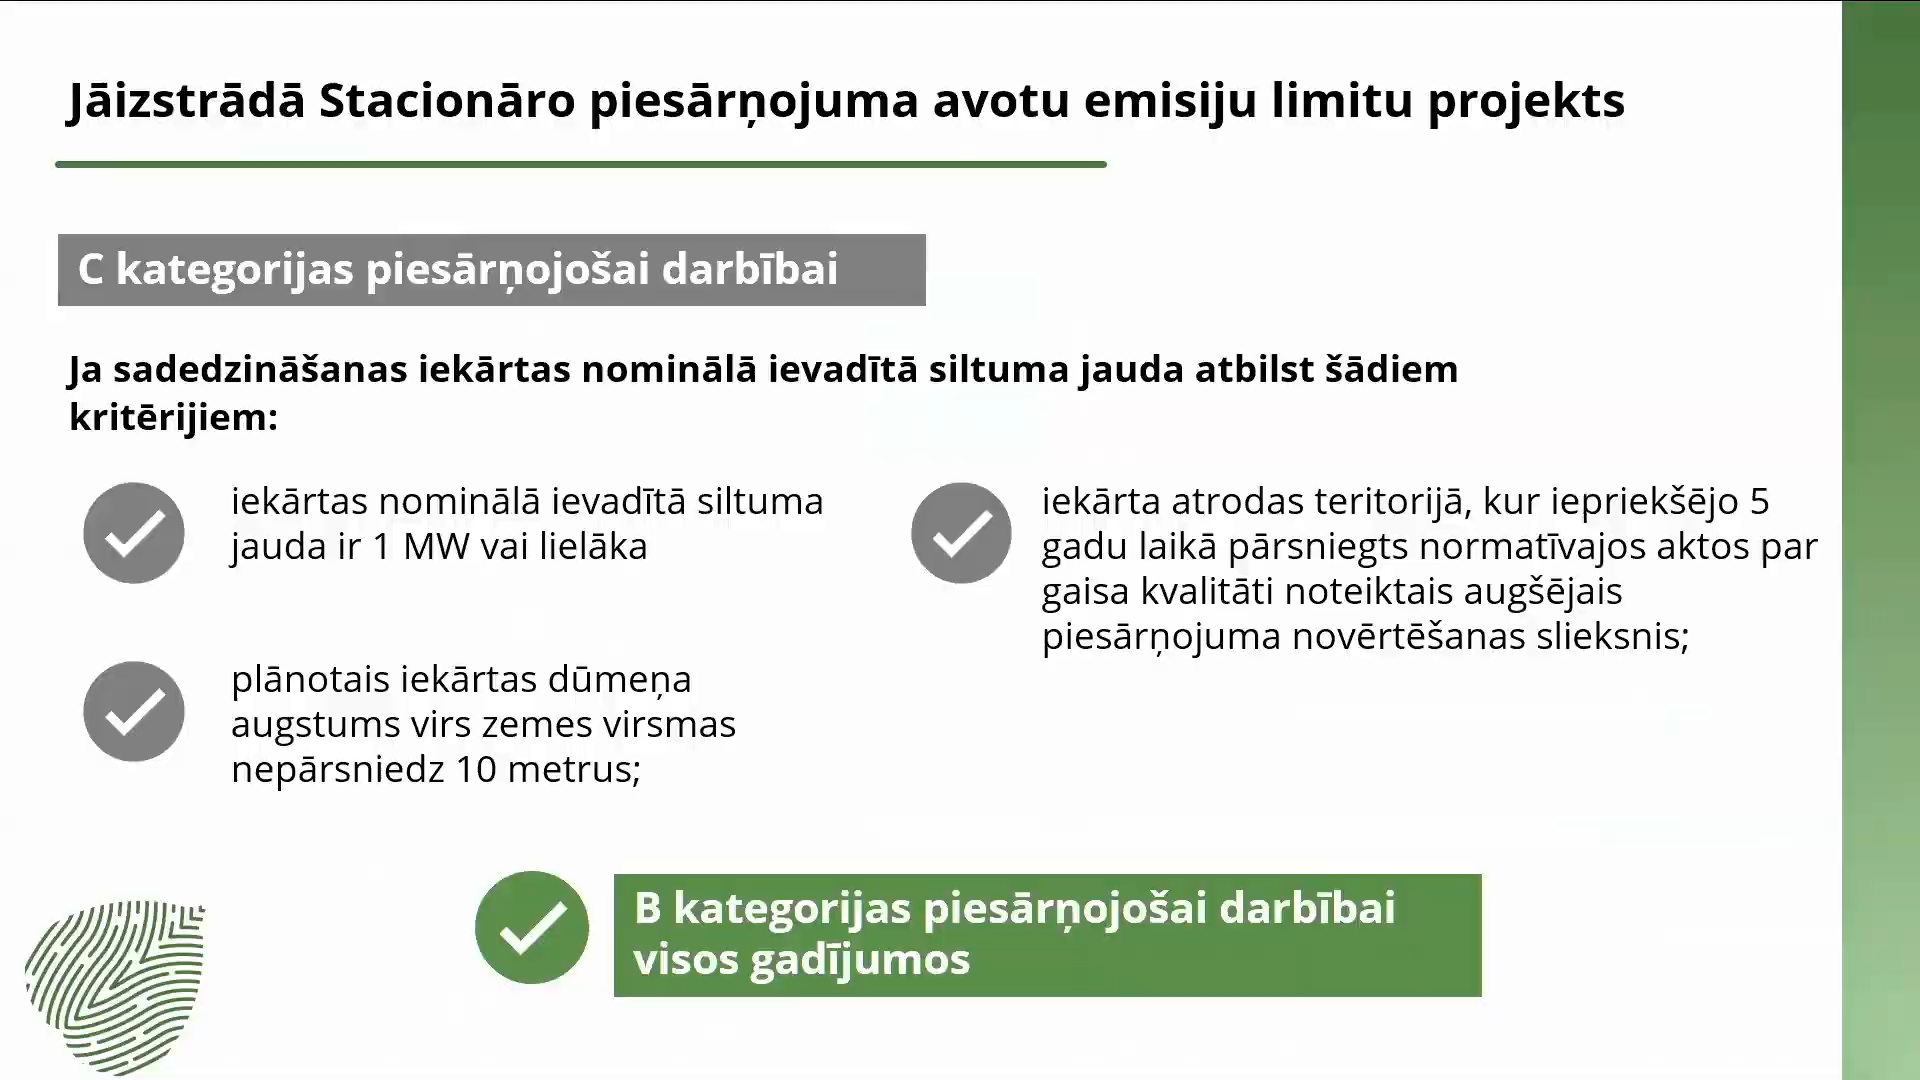 Jāizstrādā Stacionāro piesārņojuma avotu emisiju limitu projekts
C kategorijas piesārņojošai darbībai
Ja sadedzināšanas iekārtas nominālā ievadītā siltuma jauda atbilst šādiem
kritērijiem:
iekārtas nominālā ievadītā siltuma
jauda ir 1 MW vai lielāka
plānotais iekārtas dūmeņa
augstums virs zemes virsmas
nepārsniedz 10 metrus;
iekārta atrodas teritorijā, kur iepriekšējo 5
gadu laikā pārsniegts normatīvajos aktos par
gaisa kvalitāti noteiktais augšējais
piesārņojuma novērtēšanas slieksnis;
B kategorijas piesārņojošai darbībai
visos gadījumos